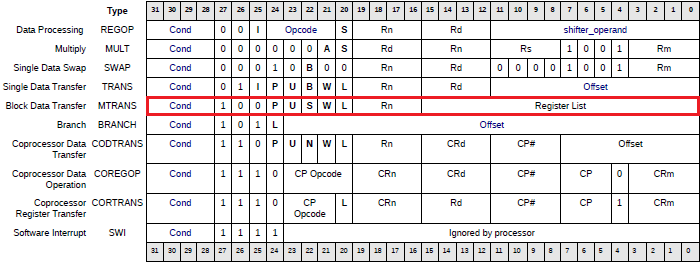 Type 31 30 29 28 27 26 25 24 23 22 21 20 19 18 17 16 15 14 13 12 11 10 9 8 7 6 5 4 3 2 1 0
Data Processing REGOP Cond 0 0 I Opcode S Rn Rd shifter_operand
Multiply MULT Cond 0 0 0 0 0 0 A S Rd Rn Rs 1 0 0 1 Rm
Single Data Swap SWAP Cond 0 0 0 1 0 B 0 0 Rn Rd 0 0 0 0 1 0 0 1 Rm
Single Data Transfer TRANS Cond 0 1 I P U B W L Rn Rd Offset
Block Data Transfer MTRANS Cond 1 0 0 P U S W L Rn Register List
Branch BRANCH Cond 1 0 1 L Offset
Coprocessor Data CODTRANS Cond 1 1 0 P U N W L Rn CRd CP# Offset
Transfer
Coprocessor Data COREGOP Cond 1 1 1 0 CP Opcode CRn CRd CP# CP 0 CRm
Operation
Coprocessor CORTRANS Cond 1 1 1 0 CP L CRn Rd CP# CP 1 CRm
Register Transfer Opcode
Software Interrupt SWI Cond 1 1 1 1 Ignored by processor
31 30 29 28 27 26 25 24 23 22 21 20 19 18 17 16 15 14 13 12 11 10 9 8 7 6 5 4 3 2 1 0